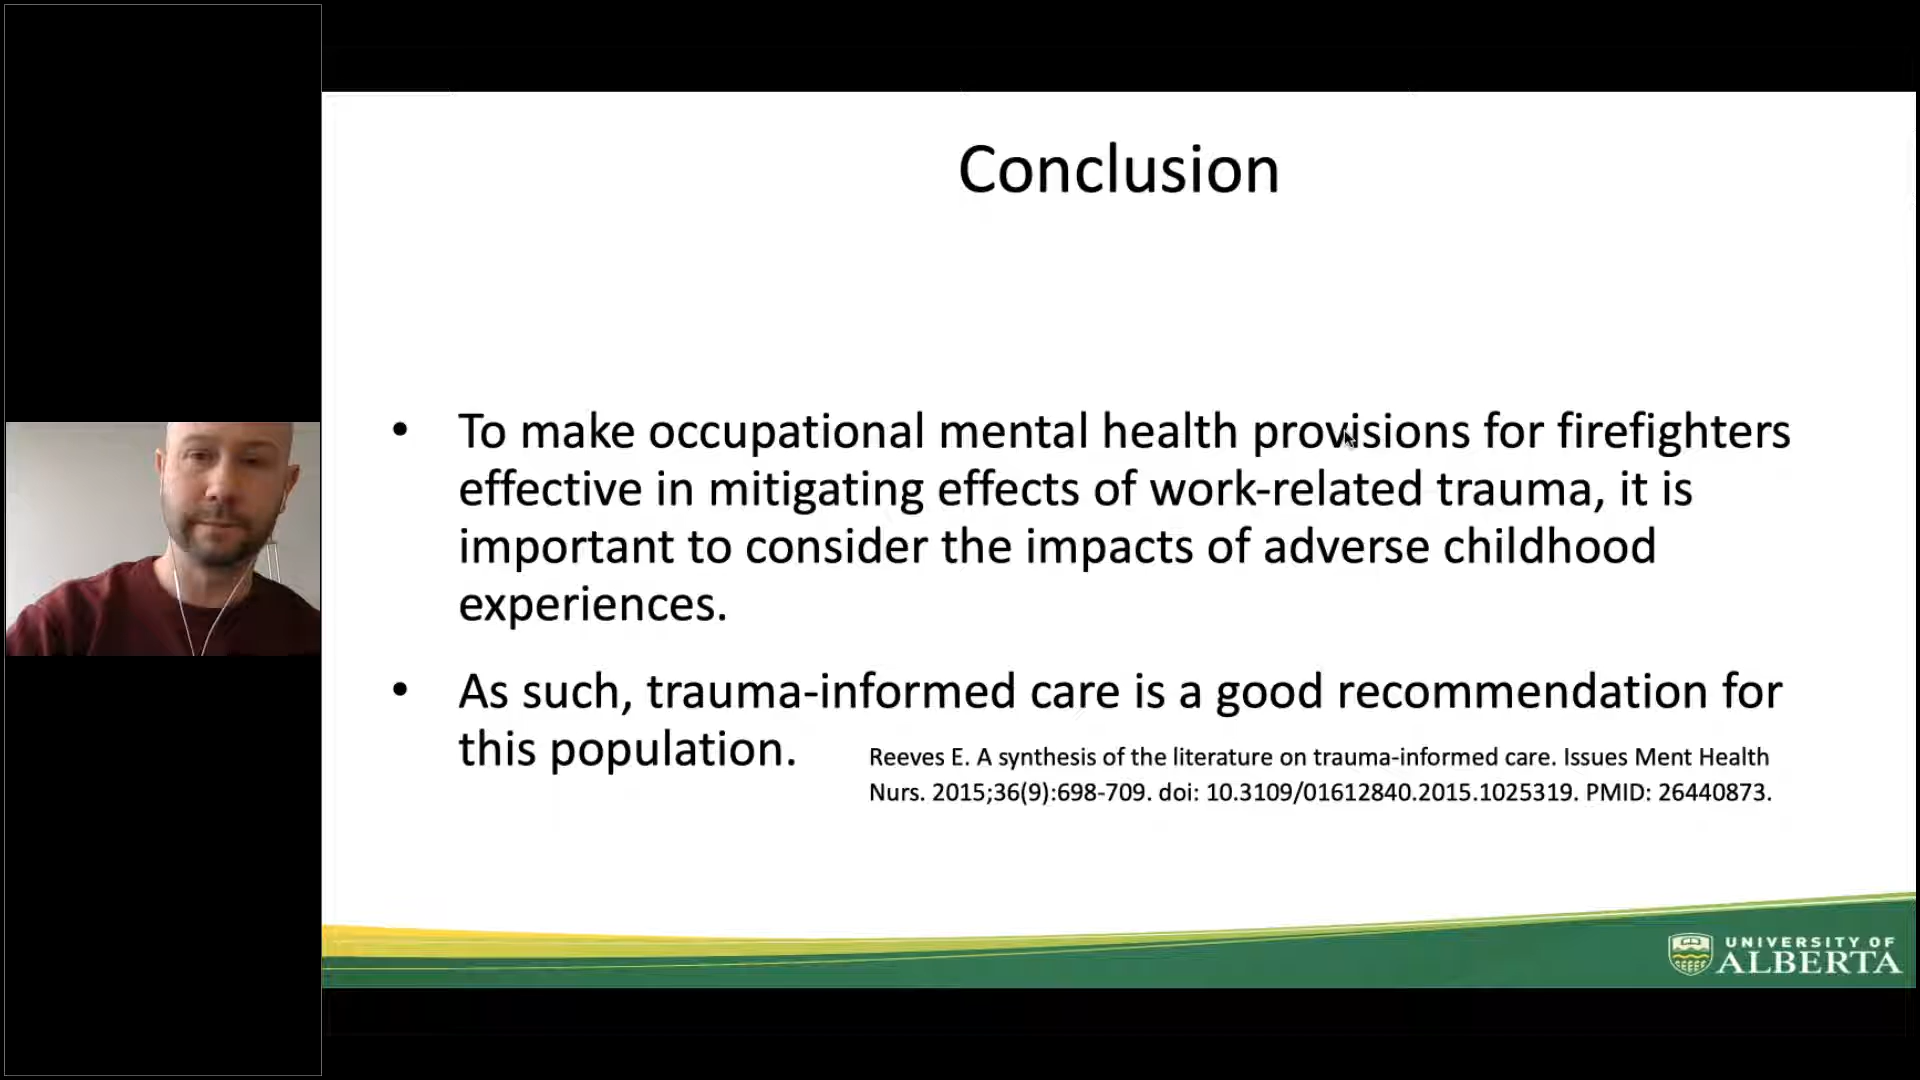 Conclusion
• To make occupational mental health provisions for firefighters
effective in mitigating effects of work-related trauma, it is
important to consider the impacts of adverse childhood
experiences.
• As such, trauma-informed care is a good recommendation for
this population.
Reeves E. A synthesis of the literature on trauma-informed care. Issues Ment Health
Nurs. 2015;36(9):698-709. doi: 10.3109/01612840.2015.1025319. PMID: 26440873.
UNIVERSITY OF
ALBERTA